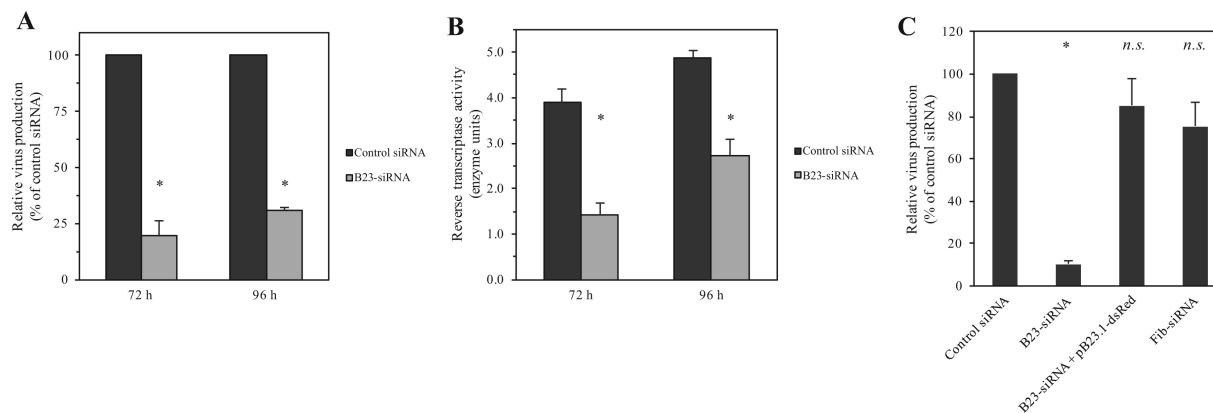 A
Relative virus production
(% of control siRNA)
100
75
50
25
0
*
*
72 h
96 h
Control siRNA
B23-siRNA
B
Reverse transcriptase activity
(enzyme units)
5.0
4.0
3.0
2.0
1.0
0.0
*
*
72 h
96 h
Control siRNA
B23-siRNA
C
Relative virus production
(% of control siRNA)
120
100
80
60
40
20
0
*
n.s.
n.s.
Control siRNA
B23-siRNA
B23-siRNA + pB23.1-dsRed
Fib-siRNA